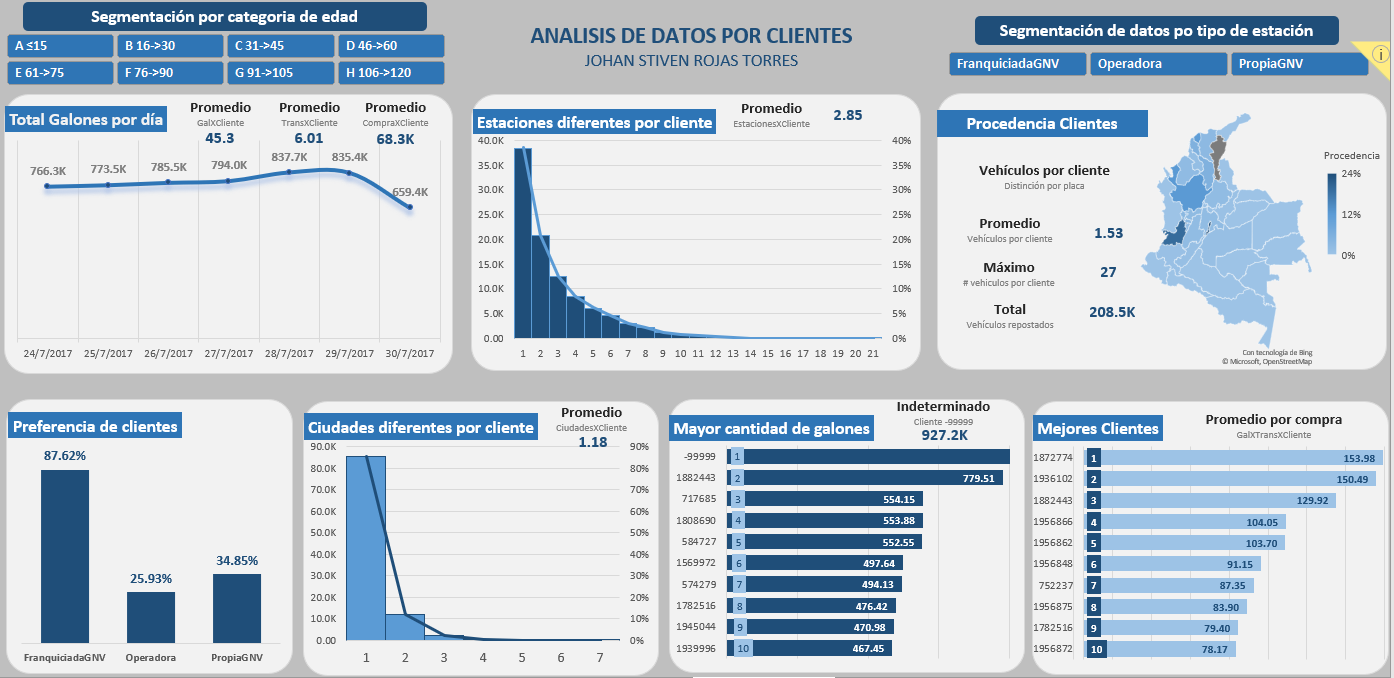 Segmentación por categoria de edad
A ≤15
B 16->30
C 31->45
D 46->60
E 61->75
F 76->90
G 91->105
H 106->120
ANALISIS DE DATOS POR CLIENTES
JOHAN STIVEN ROJAS TORRES
Segmentación de datos po tipo de estación
FranquiciadaGNV
Operadora
PropiaGNV
Total Galones por día
Promedio
GalXCliente
45.3
Promedio
TransXCliente
6.01
Promedio
CompraXCliente
68.3K
766.3K
773.5K
785.5K
794.0K
837.7K
835.4K
659.4K
24/7/2017
25/7/2017
26/7/2017
27/7/2017
28/7/2017
29/7/2017
30/7/2017
Estaciones diferentes por cliente
Promedio
EstacionesXCliente
2.85
40.0K
35.0K
30.0K
25.0K
20.0K
15.0K
10.0K
5.0K
0.00
40%
35%
30%
25%
20%
15%
10%
5%
0%
1 2 3 4 5 6 7 8 9 10 11 12 13 14 15 16 17 18 19 20 21
Procedencia Clientes
Vehículos por cliente
Distinción por placa
Promedio
Vehículos por cliente
1.53
Máximo
# vehiculos por cliente
27
Total
Vehículos repostados
208.5K
Procedencia
24%
12%
0%
Con tecnología de Bing
© Microsoft, OpenStreetMap
Preferencia de clientes
87.62%
25.93%
34.85%
FranquiciadaGNV
Operadora
PropiaGNV
Ciudades diferentes por cliente
Promedio
CiudadesXCliente
1.18
90.0K
80.0K
70.0K
60.0K
50.0K
40.0K
30.0K
20.0K
10.0K
0.00
90%
80%
70%
60%
50%
40%
30%
20%
10%
0%
1 2 3 4 5 6 7
Mayor cantidad de galones
Indeterminado
Cliente -99999
927.2K
-99999 1
1882443 2 779.51
717685 3 554.15
1808690 4 553.88
584727 5 552.55
1569972 6 497.64
574279 7 494.13
1782516 8 476.42
1945044 9 470.98
1939996 10 467.45
Mejores Clientes
Promedio por compra
GalXTransXCliente
1872774 1 153.98
1936102 2 150.49
1882443 3 129.92
1956866 4 104.05
1956862 5 103.70
1956848 6 91.15
752237 7 87.35
1956875 8 83.90
1782516 9 79.40
1956872 10 78.17